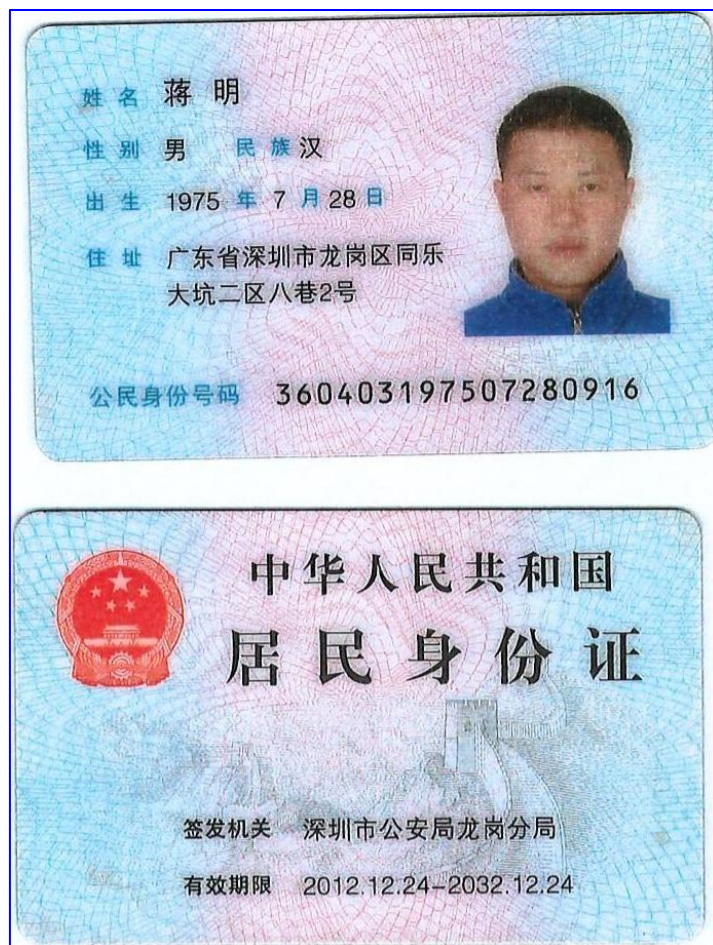 姓名 蒋明
性别 男 民族 汉
出生 1975 年 7 月 28 日
住址 广东省深圳市龙岗区同乐
大坑二区八巷2号
公民身份号码 360403197507280916
中华人民共和国
居民身份证
签发机关 深圳市公安局龙岗分局
有效期限 2012.12.24-2032.12.24